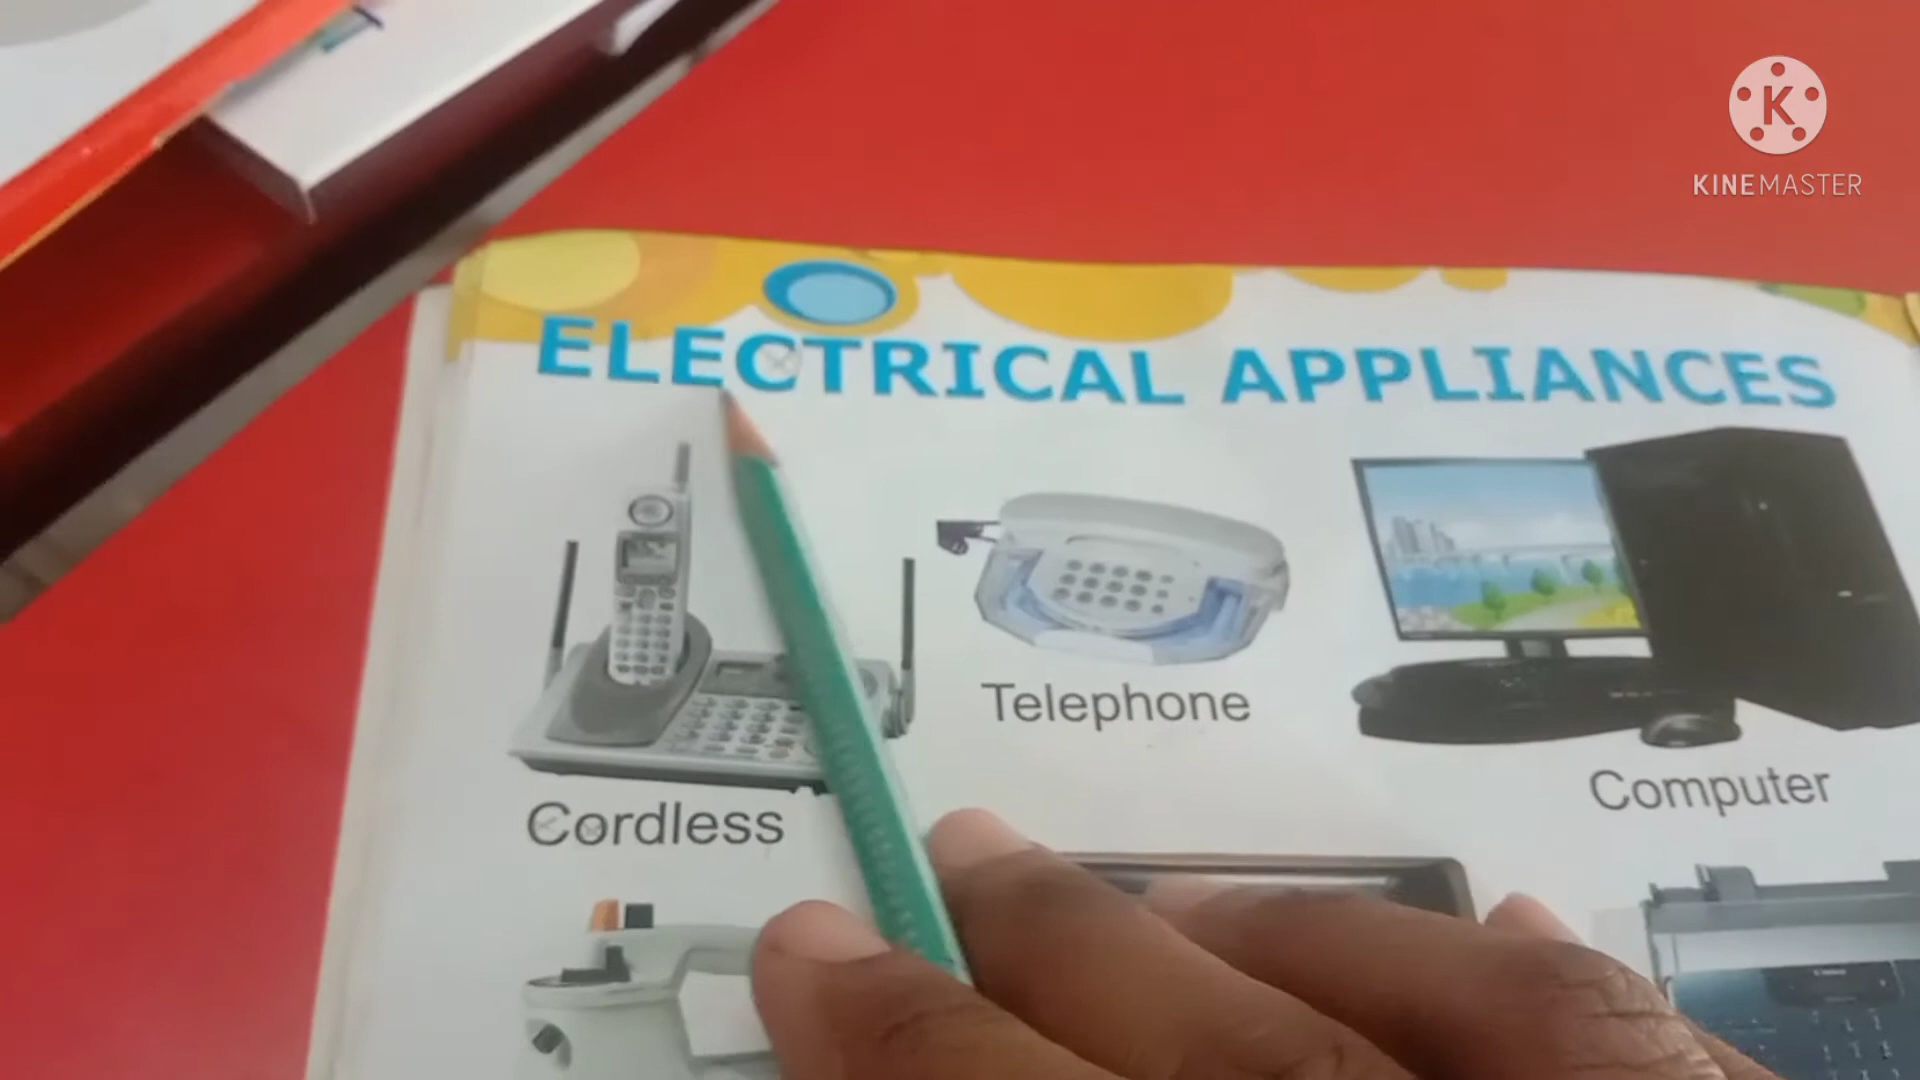 KINEMASTER
ELECTRICAL APPLIANCES
Telephone
Computer
Cordless